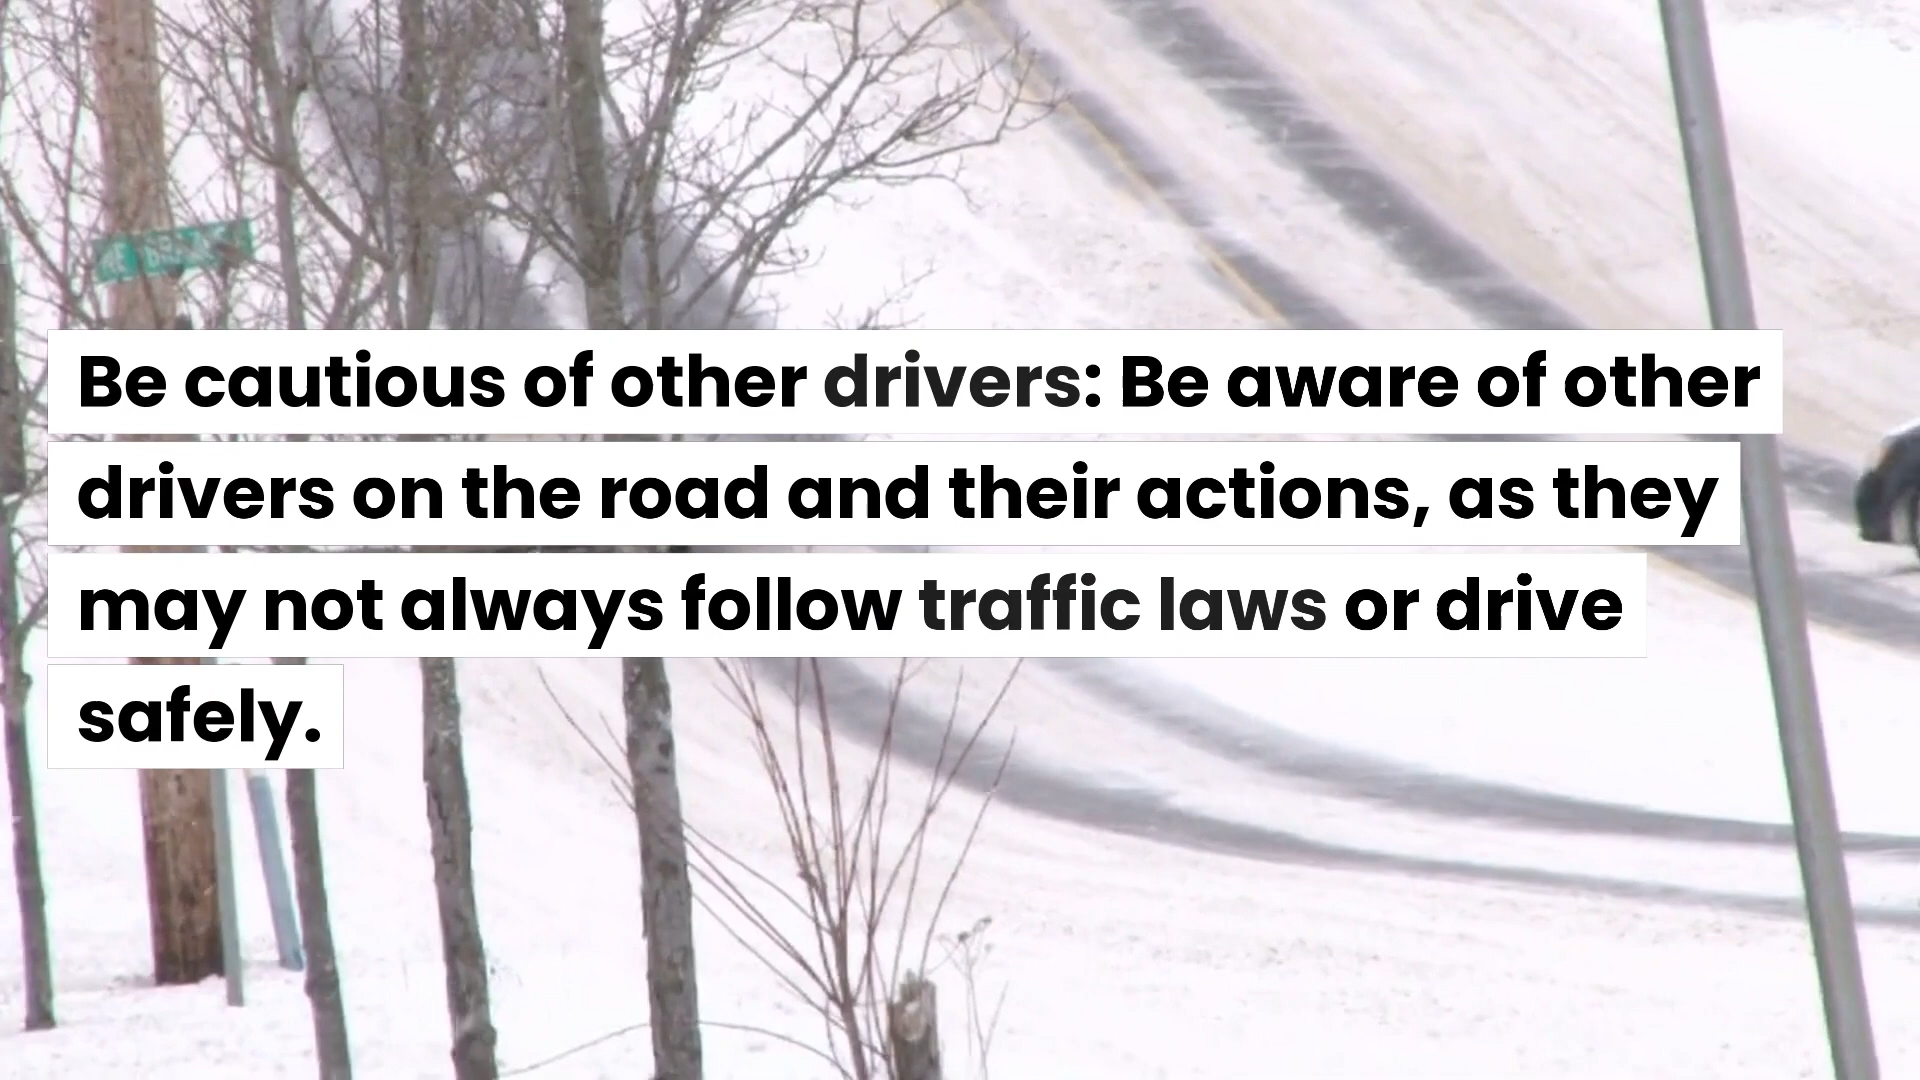 Be cautious of other drivers: Be aware of other
drivers on the road and their actions, as they
may not always follow traffic laws or drive
safely.